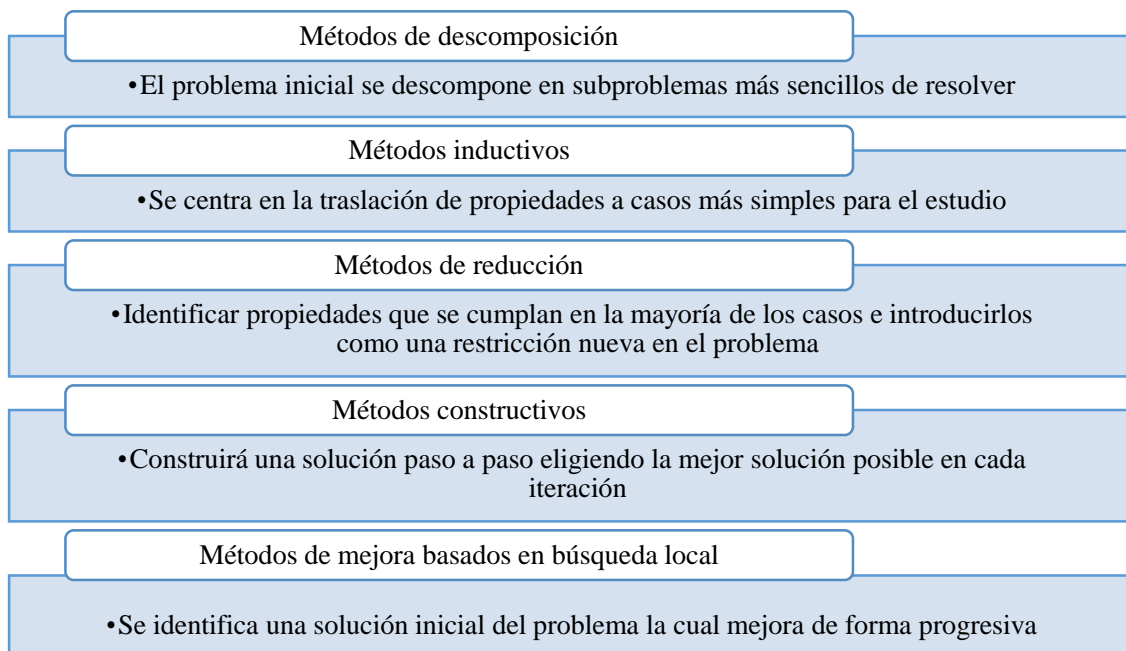 Métodos de descomposición
•El problema inicial se descompone en subproblemas más sencillos de resolver
Métodos inductivos
•Se centra en la traslación de propiedades a casos más simples para el estudio
Métodos de reducción
•Identificar propiedades que se cumplan en la mayoría de los casos e introducirlos
como una restricción nueva en el problema
Métodos constructivos
•Construirá una solución paso a paso eligiendo la mejor solución posible en cada
iteración
Métodos de mejora basados en búsqueda local
•Se identifica una solución inicial del problema la cual mejora de forma progresiva